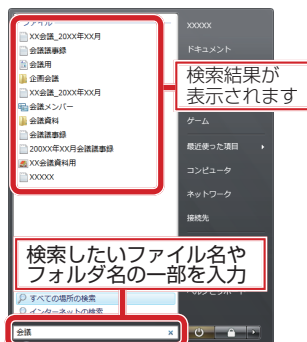 ファイル
XX会議_20XX年XX月
会議議事録
会議用
企画会議
XX会議_20XX年XX月
会議メンバー
会議資料
会議議事録
200XX年XX月会議議事録
XX会議資料用
XXXXX
すべての場所の検索
インターネットの検索
会議
XXXXX
ドキュメント
検索結果が
表示されます
ゲーム
最近使った項目
コンピュータ
ネットワーク
接続先
検索したいファイル名や
フォルダ名の一部を入力